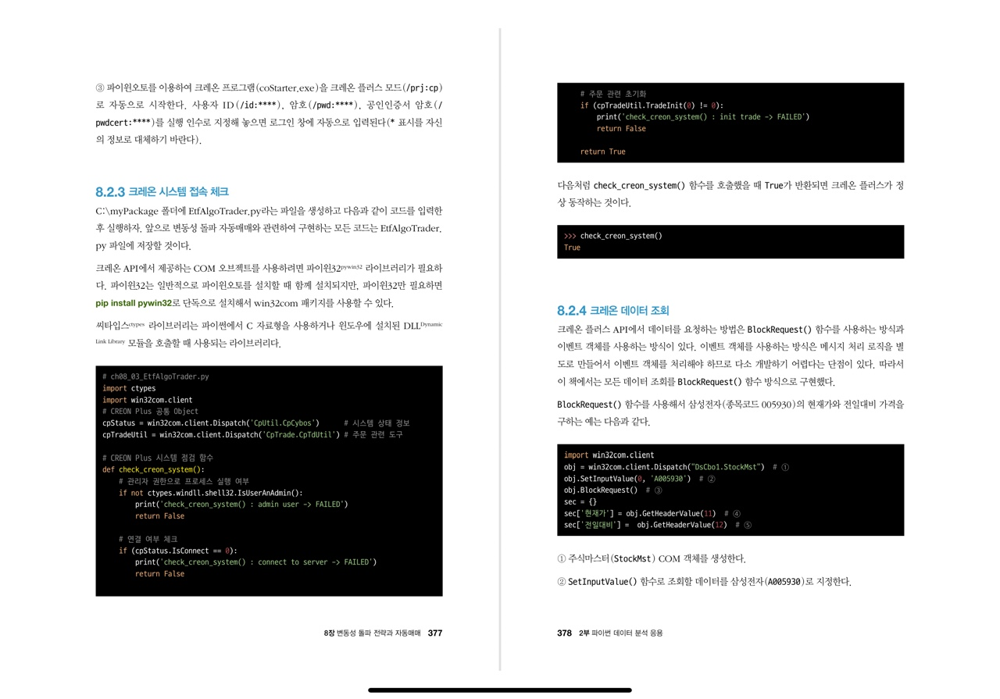 ③ 파이윈오토를 이용하여 크레온 프로그램(coStarter.exe)을 크레온 플러스 모드(/prj:cp)
로 자동으로 시작한다. 사용자 ID(/id:****), 암호(/pwd:****), 공인인증서 암호(/
pwdcert:****)를 실행 인수로 지정해 놓으면 로그인 창에 자동으로 입력된다(* 표시를 자신
의 정보로 대체하기 바란다).
8.2.3 크레온 시스템 접속 체크
C:\myPackage 폴더에 EtfAlgoTrader.py라는 파일을 생성하고 다음과 같이 코드를 입력한
후 실행하자. 앞으로 변동성 돌파 자동매매와 관련하여 구현하는 모든 코드는 EtfAlgoTrader.
py 파일에 저장할 것이다.
크레온 API에서 제공하는 COM 오브젝트를 사용하려면 파이윈32pywin32 라이브러리가 필요하
다. 파이윈32는 일반적으로 파이윈오토를 설치할 때 함께 설치되지만, 파이윈32만 필요하면
pip install pywin32로 단독으로 설치해서 win32com 패키지를 사용할 수 있다.
씨타입스ctypes 라이브러리는 파이썬에서 C 자료형을 사용하거나 윈도우에 설치된 DLLDynamic
Link Library 모듈을 호출할 때 사용되는 라이브러리다.
# ch08_03_EtfAlgoTrader.py
import ctypes
import win32com.client
# CREON Plus 공통 Object
cpStatus = win32com.client.Dispatch('CpUtil.CpCybos')      # 시스템 상태 정보
cpTradeUtil = win32com.client.Dispatch('CpTrade.CpTdUtil') # 주문 관련 도구
# CREON Plus 시스템 점검 함수
def check_creon_system():
    # 관리자 권한으로 프로세스 실행 여부
    if not ctypes.windll.shell32.IsUserAnAdmin():
        print('check_creon_system() : admin user -> FAILED')
        return False
    # 연결 여부 체크
    if (cpStatus.IsConnect == 0):
        print('check_creon_system() : connect to server -> FAILED')
        return False
8장 변동성 돌파 전략과 자동매매 377
    # 주문 관련 초기화
    if (cpTradeUtil.TradeInit(0) != 0):
        print('check_creon_system() : init trade -> FAILED')
        return False
    return True
다음처럼 check_creon_system() 함수를 호출했을 때 True가 반환되면 크레온 플러스가 정
상 동작하는 것이다.
>>> check_creon_system()
True
8.2.4 크레온 데이터 조회
크레온 플러스 API에서 데이터를 요청하는 방법은 BlockRequest() 함수를 사용하는 방식과
이벤트 객체를 사용하는 방식이 있다. 이벤트 객체를 사용하는 방식은 메시지 처리 로직을 별
도로 만들어서 이벤트 객체를 처리해야 하므로 다소 개발하기 어렵다는 단점이 있다. 따라서
이 책에서는 모든 데이터 조회를 BlockRequest() 함수 방식으로 구현했다.
BlockRequest() 함수를 사용해서 삼성전자(종목코드 005930)의 현재가와 전일대비 가격을
구하는 예는 다음과 같다.
import win32com.client
obj = win32com.client.Dispatch("DsCbo1.StockMst")  # ①
obj.SetInputValue(0, 'A005930')  # ②
obj.BlockRequest()  # ③
sec = {}
sec['현재가'] = obj.GetHeaderValue(11)  # ④
sec['전일대비'] =  obj.GetHeaderValue(12)  # ⑤
① 주식마스터(StockMst) COM 객체를 생성한다.
② SetInputValue() 함수로 조회할 데이터를 삼성전자(A005930)로 지정한다.
378 2부 파이썬 데이터 분석 응용